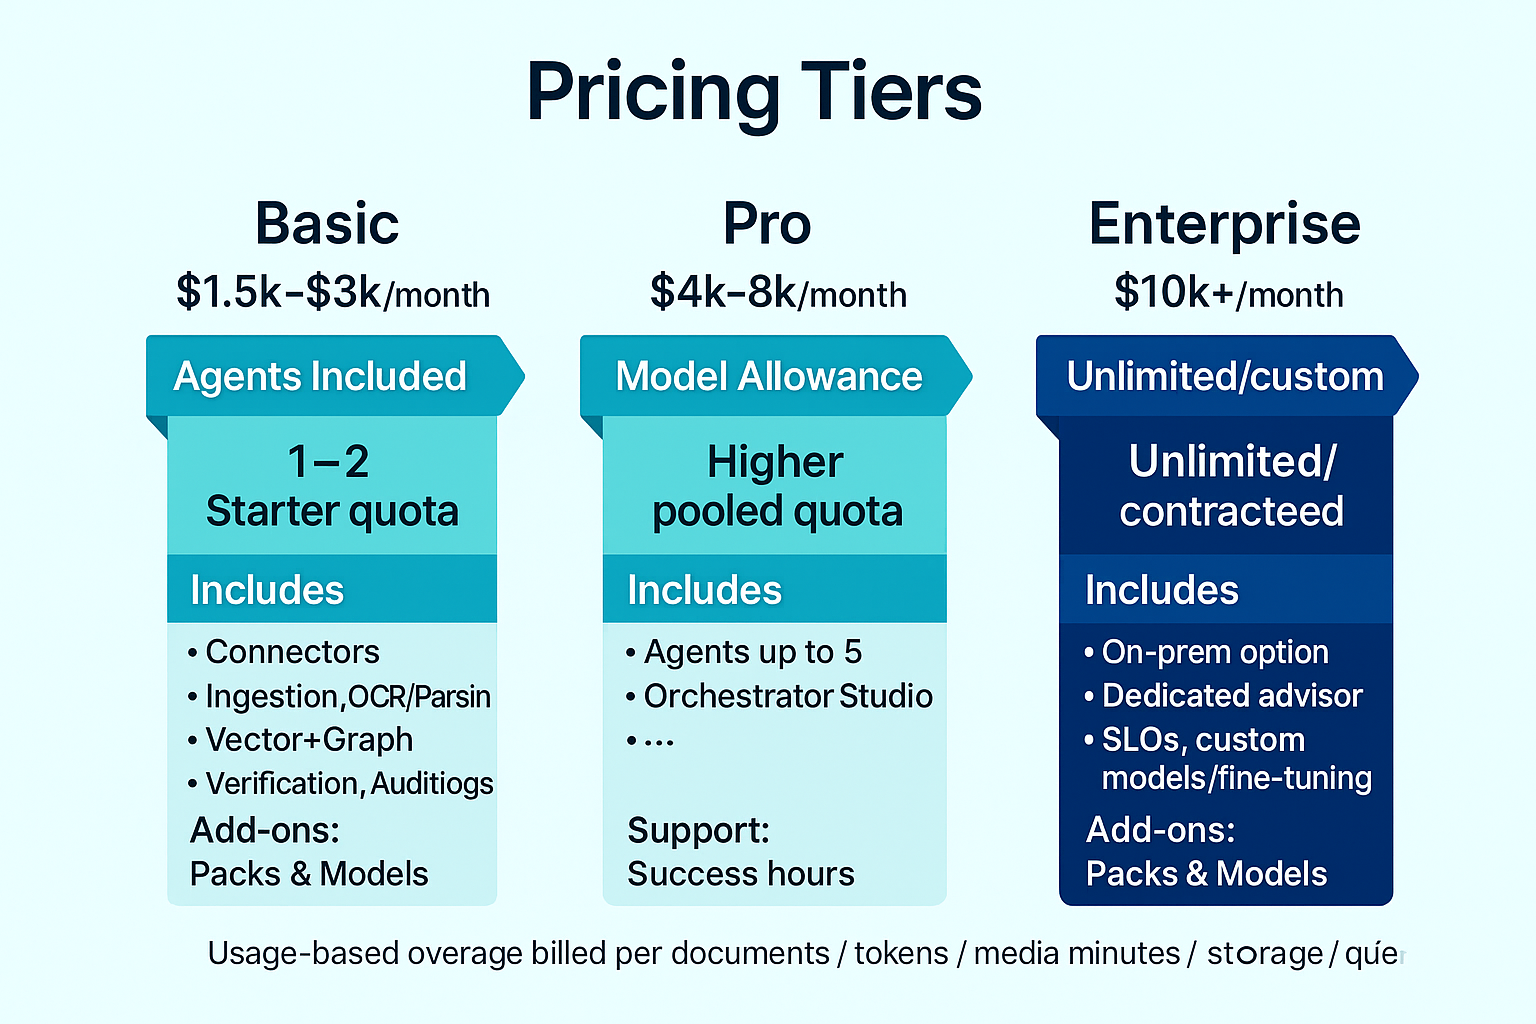 Pricing Tiers
Basic
$1.5k–$3k/month
Agents Included
1–2
Starter quota
Includes
• Connectors
• Ingestion, OCR/Parsin
• Vector+Graph
• Verification, Auditiogs
Add-ons:
Packs & Models
Pro
$4k–8k/month
Model Allowance
Higher
pooled quota
Includes
• Agents up to 5
• Orchestrator Studio
• ...
Support:
Success hours
Enterprise
$10k+/month
Unlimited/custom
Unlimited/
contracteed
Includes
• On-prem option
• Dedicated advisor
• SLOs, custom
models/fine-tuning
Add-ons:
Packs & Models
Usage-based overage billed per documents / tokens / media minutes / storage /